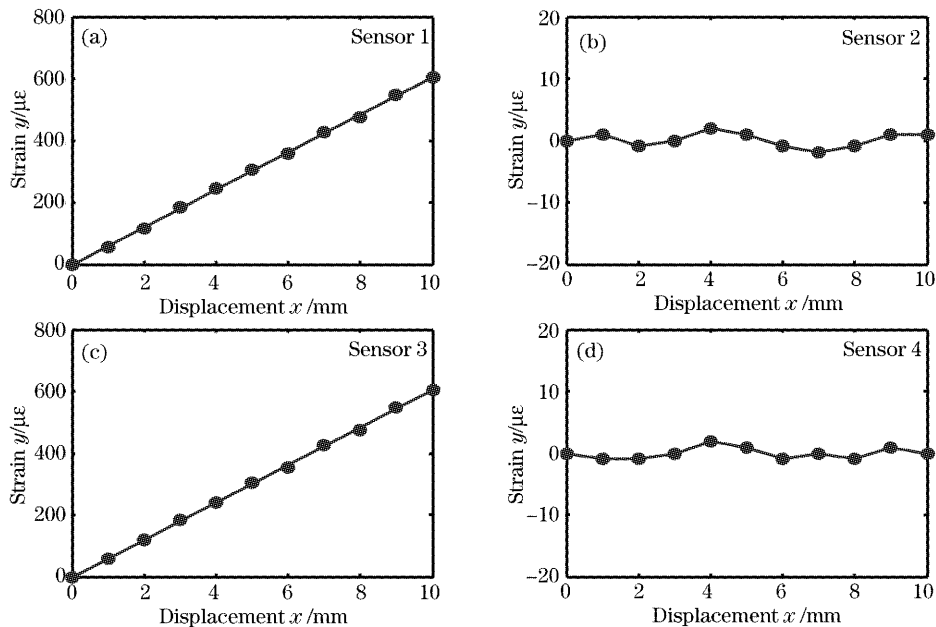 (a)
Sensor 1
800
600
400
200
0
Strain y/με
0 2 4 6 8 10
Displacement x /mm
(b)
Sensor 2
20
10
0
−10
−20
Strain y/με
0 2 4 6 8 10
Displacement x /mm
(c)
Sensor 3
800
600
400
200
0
Strain y/με
0 2 4 6 8 10
Displacement x /mm
(d)
Sensor 4
20
10
0
−10
−20
Strain y/με
0 2 4 6 8 10
Displacement x /mm